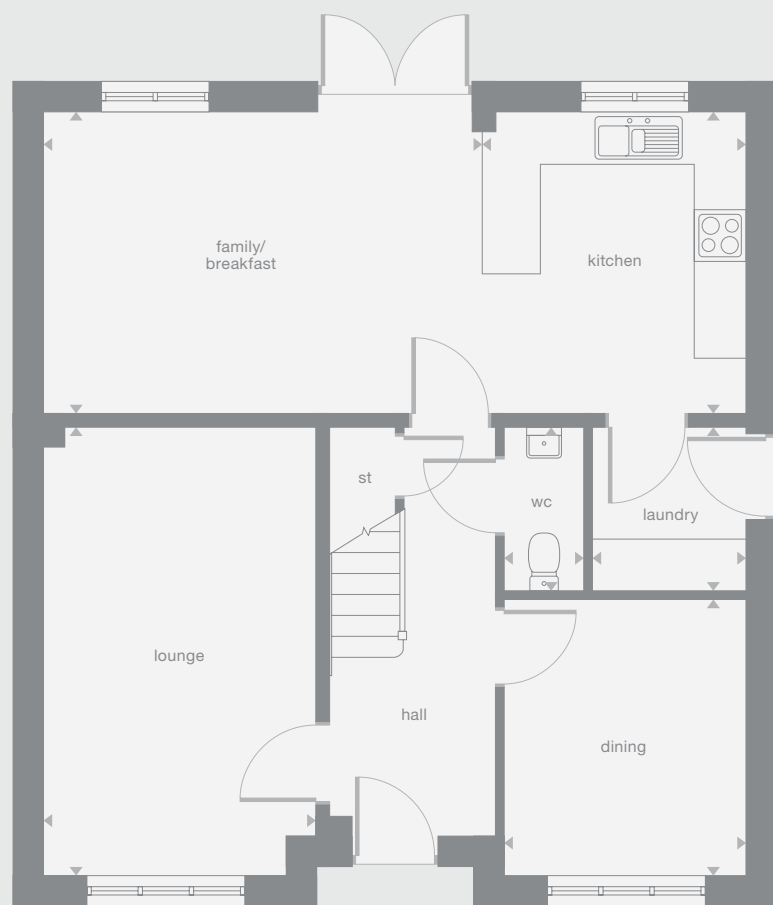 family/
breakfast
kitchen
st
wc
laundry
lounge
hall
dining